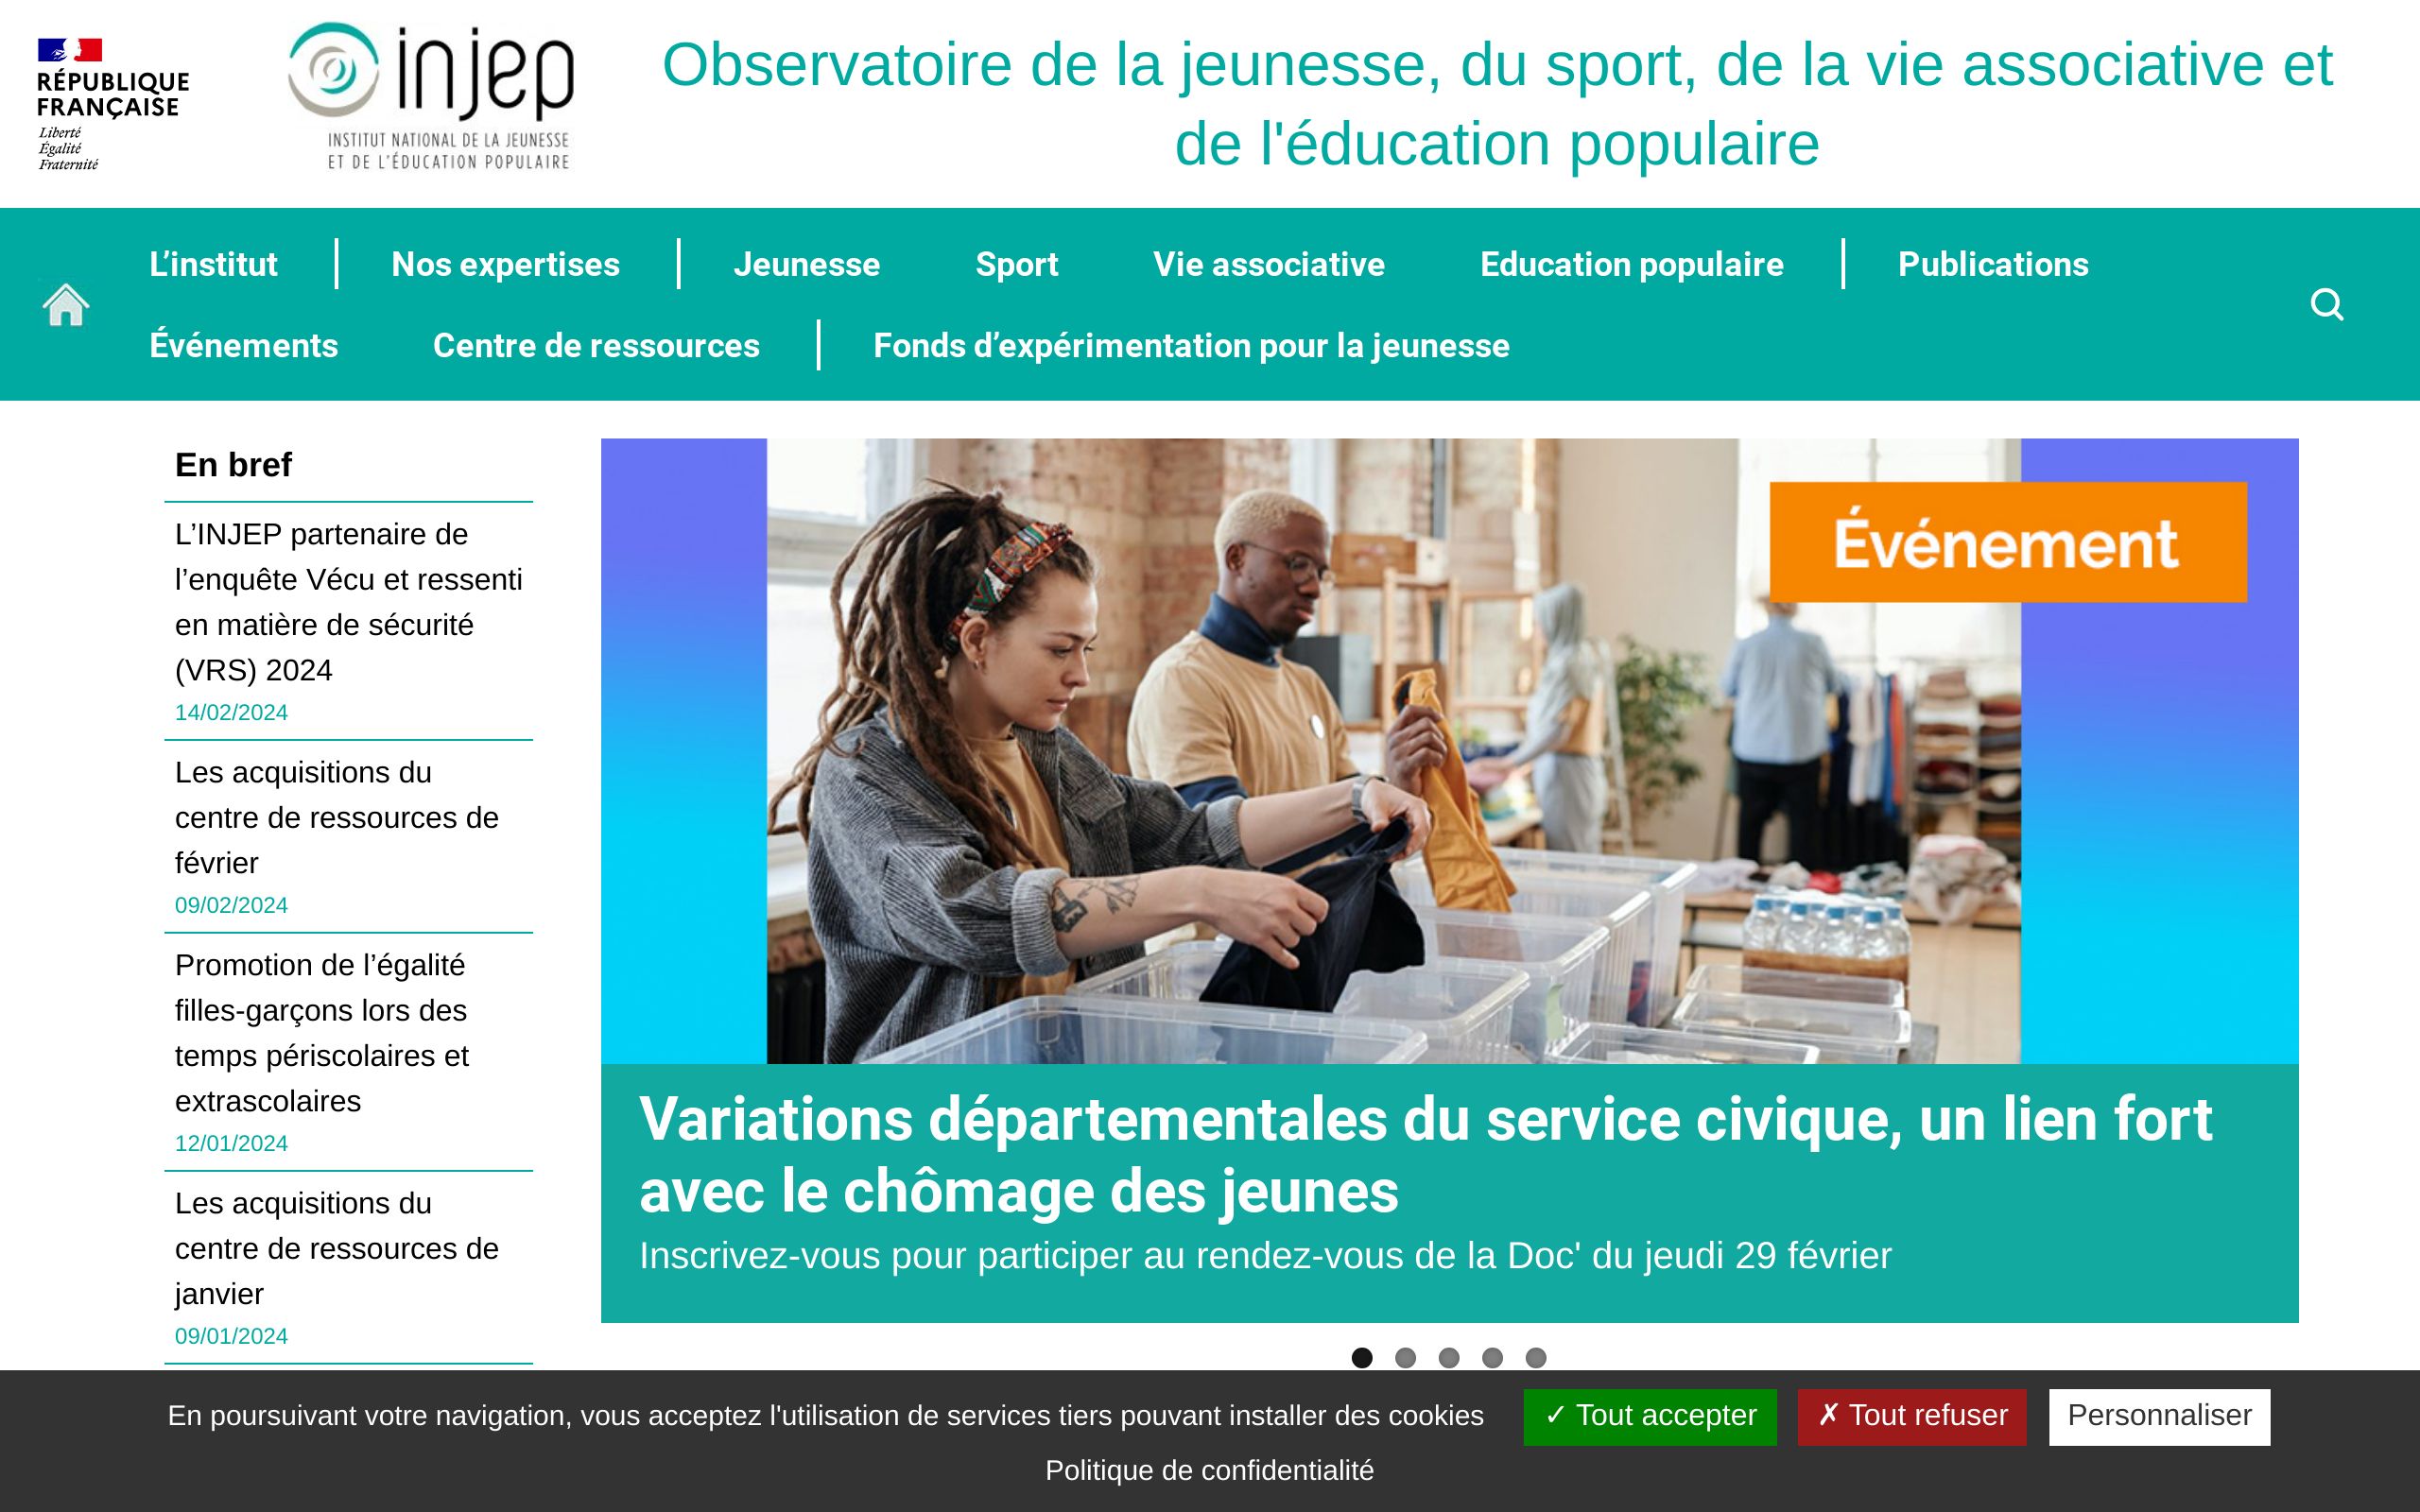 RÉPUBLIQUE
FRANÇAISE
Liberté
Égalité
Fraternité
injep
INSTITUT NATIONAL DE LA JEUNESSE
ET DE L'ÉDUCATION POPULAIRE
Observatoire de la jeunesse, du sport, de la vie associative et
de l'éducation populaire
L’institut
Nos expertises
Jeunesse
Sport
Vie associative
Education populaire
Publications
Événements
Centre de ressources
Fonds d’expérimentation pour la jeunesse
En bref
L’INJEP partenaire de
l’enquête Vécu et ressenti
en matière de sécurité
(VRS) 2024
14/02/2024
Les acquisitions du
centre de ressources de
février
09/02/2024
Promotion de l’égalité
filles-garçons lors des
temps périscolaires et
extrascolaires
12/01/2024
Les acquisitions du
centre de ressources de
janvier
09/01/2024
Événement
Variations départementales du service civique, un lien fort
avec le chômage des jeunes
Inscrivez-vous pour participer au rendez-vous de la Doc' du jeudi 29 février
En poursuivant votre navigation, vous acceptez l'utilisation de services tiers pouvant installer des cookies
✓ Tout accepter
✗ Tout refuser
Personnaliser
Politique de confidentialité